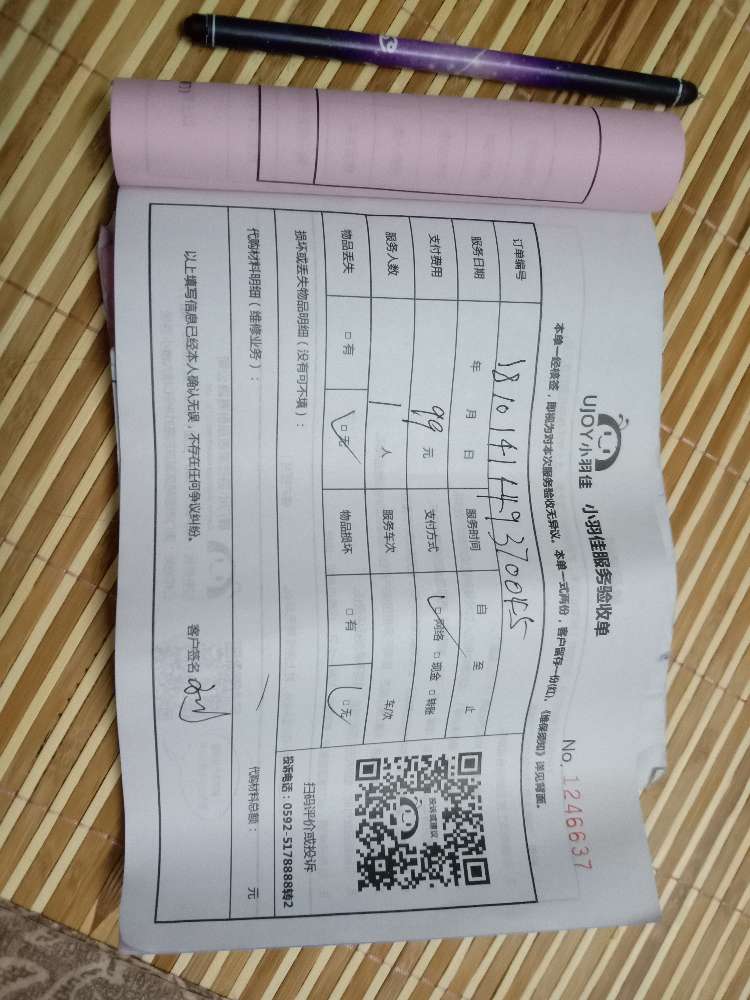 UJOY小羽佳 小羽佳服务验收单 No. 1246637
本单一经核签，即视为对本次服务验收无异议。本单一式两份，客户留存一份(红)，《维保须知》详见背面。
订单编号 18101414493700045
服务日期 年 月 日 服务时间 自 至 止
支付费用 99 元 支付方式 □网络 □现金 □转账
服务人数 1 人 服务车次 车/次
物品丢失 □有 □无 物品损坏 □有 □无
投诉或建议
扫码评价或投诉
投诉电话：0592-5178888转2
损坏或丢失物品明细（没有可不填）：
代购材料明细（维修业务）： 代购材料总额： 元
以上填写信息已经本人确认无误，不存在任何争议纠纷。
客户签名